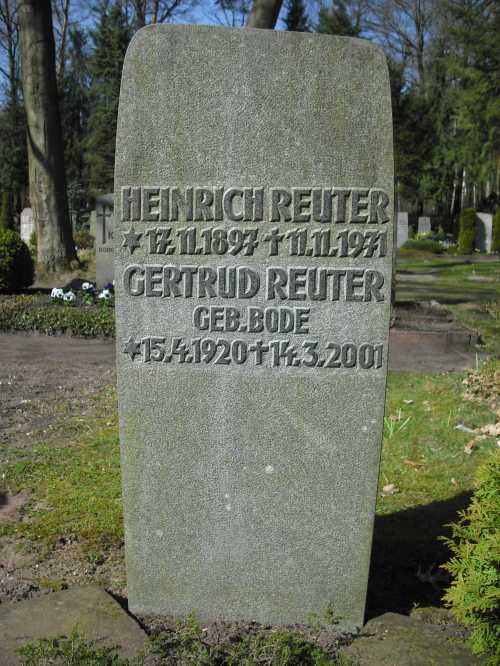 HEINRICH REUTER
* 17.11.1897 † 11.11.1971
GERTRUD REUTER
GEB. BODE
* 15.4.1920 † 14.3.2001